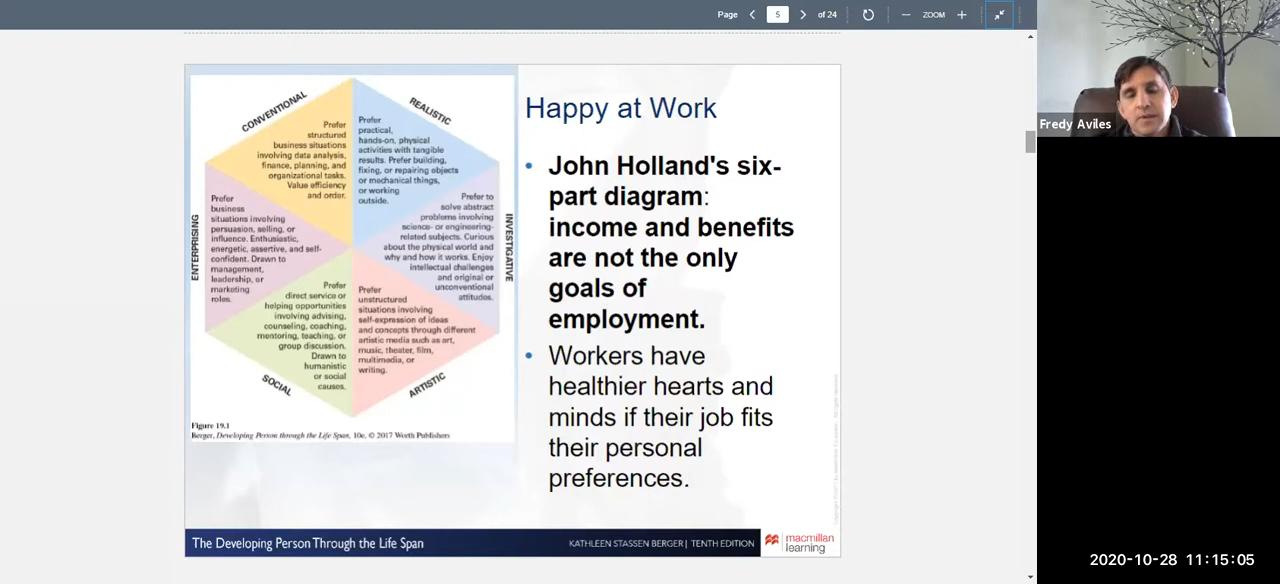 Page
5
of 24
ZOOM
Fredy Aviles
CONVENTIONAL
Prefer
structured
business situations
involving data analysis,
finance, planning, and
organizational tasks.
Value efficiency
and order.
REALISTIC
Prefer
practical,
hands-on, physical
activities with tangible
results. Prefer building,
fixing, or repairing objects
or mechanical things,
or working
outside.
ENTERPRISING
Prefer
business
situations involving
persuasion, selling, or
influence. Enthusiastic,
energetic, assertive, and self-
confident. Drawn to
management,
leadership, or
marketing
roles.
INVESTIGATIVE
Prefer to
solve abstract
problems involving
science- or engineering-
related subjects. Curious
about the physical world and
why and how it works. Enjoy
intellectual challenges
and original or
unconventional
attitudes.
SOCIAL
Prefer
direct service or
helping opportunities
involving advising,
counseling, coaching,
mentoring, teaching, or
group discussion.
Drawn to
humanistic
or social
causes.
ARTISTIC
Prefer
unstructured
situations involving
self-expression of ideas
and concepts through different
artistic media such as art,
music, theater, film,
multimedia, or
writing.
Figure 19.1
Berger, Developing Person through the Life Span, 10e, © 2017 Worth Publishers
Happy at Work
• John Holland's six-
part diagram:
income and benefits
are not the only
goals of
employment.
• Workers have
healthier hearts and
minds if their job fits
their personal
preferences.
The Developing Person Through the Life Span
KATHLEEN STASSEN BERGER | TENTH EDITION
macmillan
learning
2020-10-28 11:15:05